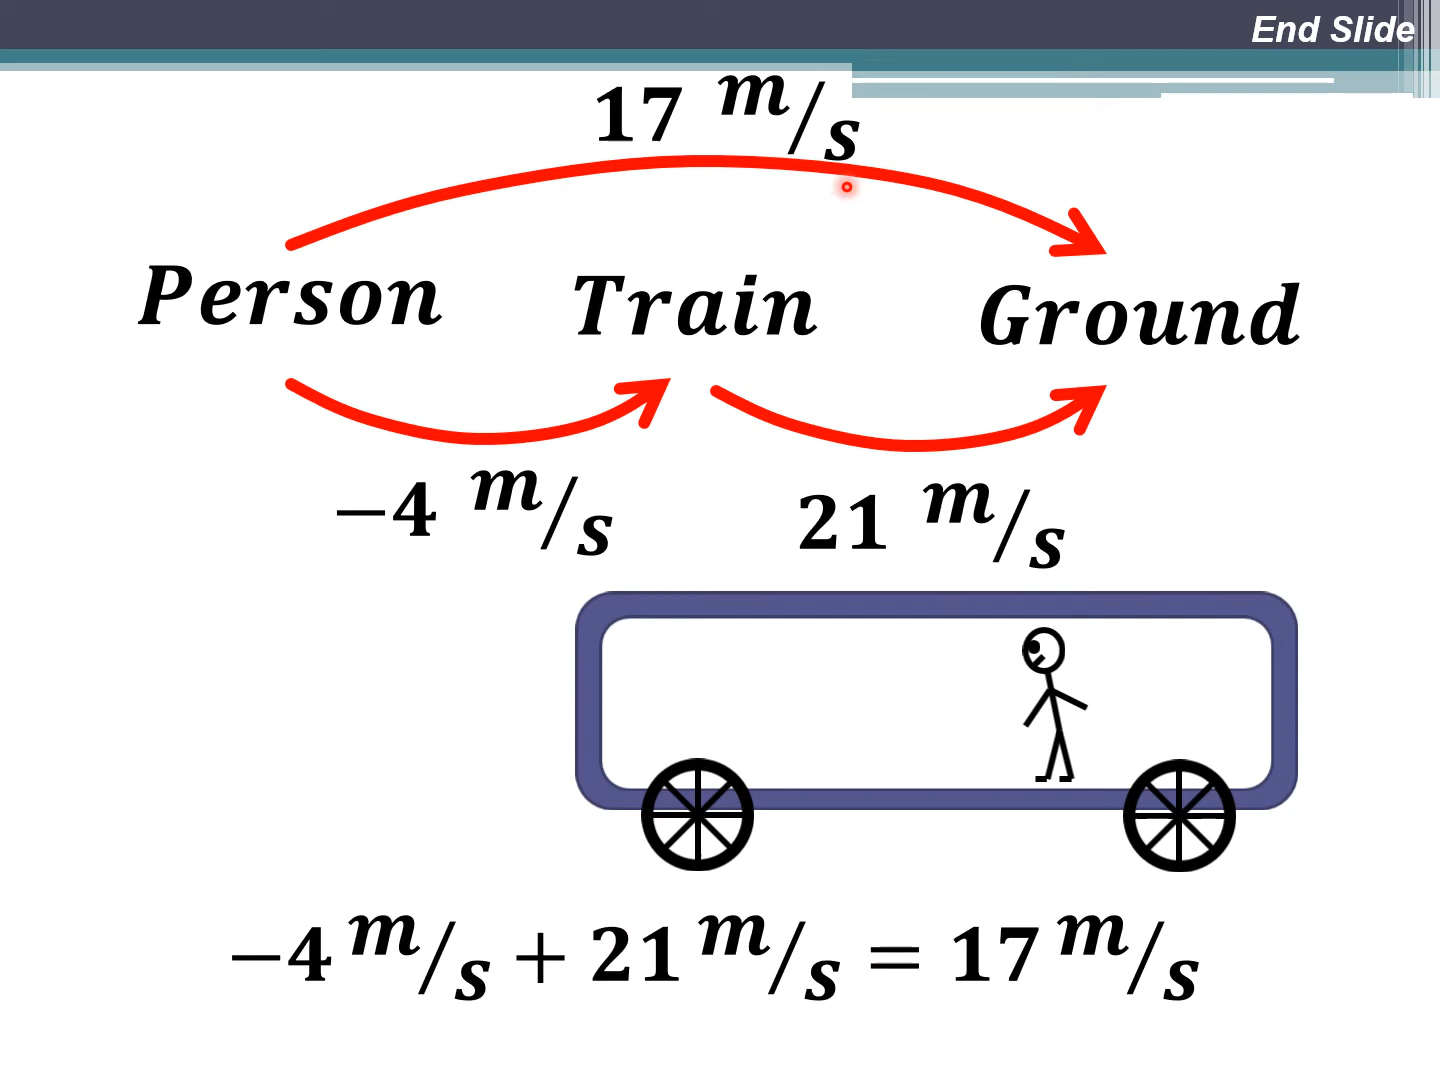 End Slide
17 m/s
Person Train Ground
−4 m/s 21 m/s
−4 m/s + 21 m/s = 17 m/s